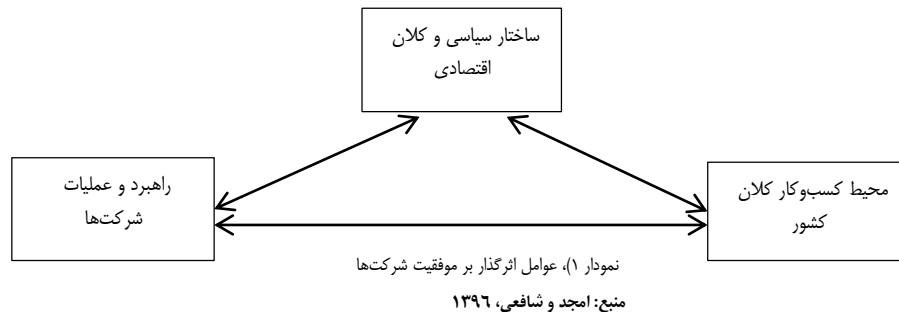 ساختار سیاسی و کلان
اقتصادی
راهبرد و عملیات
شرکت‌ها
محیط کسب‌وکار کلان
کشور
نمودار ۱)، عوامل اثرگذار بر موفقیت شرکت‌ها
منبع: امجد و شافعی، ۱۳۹۶